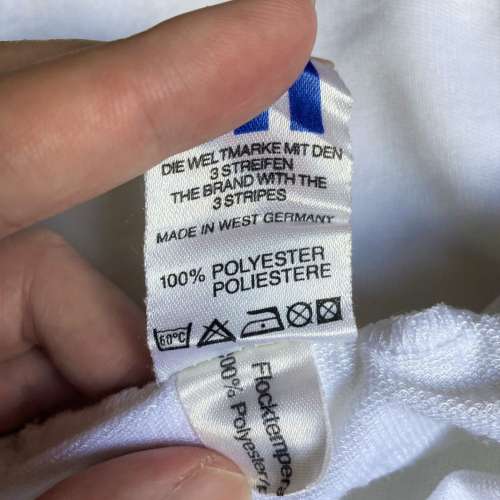 DIE WELTMARKE MIT DEN
3 STREIFEN
THE BRAND WITH THE
3 STRIPES
MADE IN WEST GERMANY
100% POLYESTER
POLIESTERE
60°C
Flocktemper
100% Polyester/